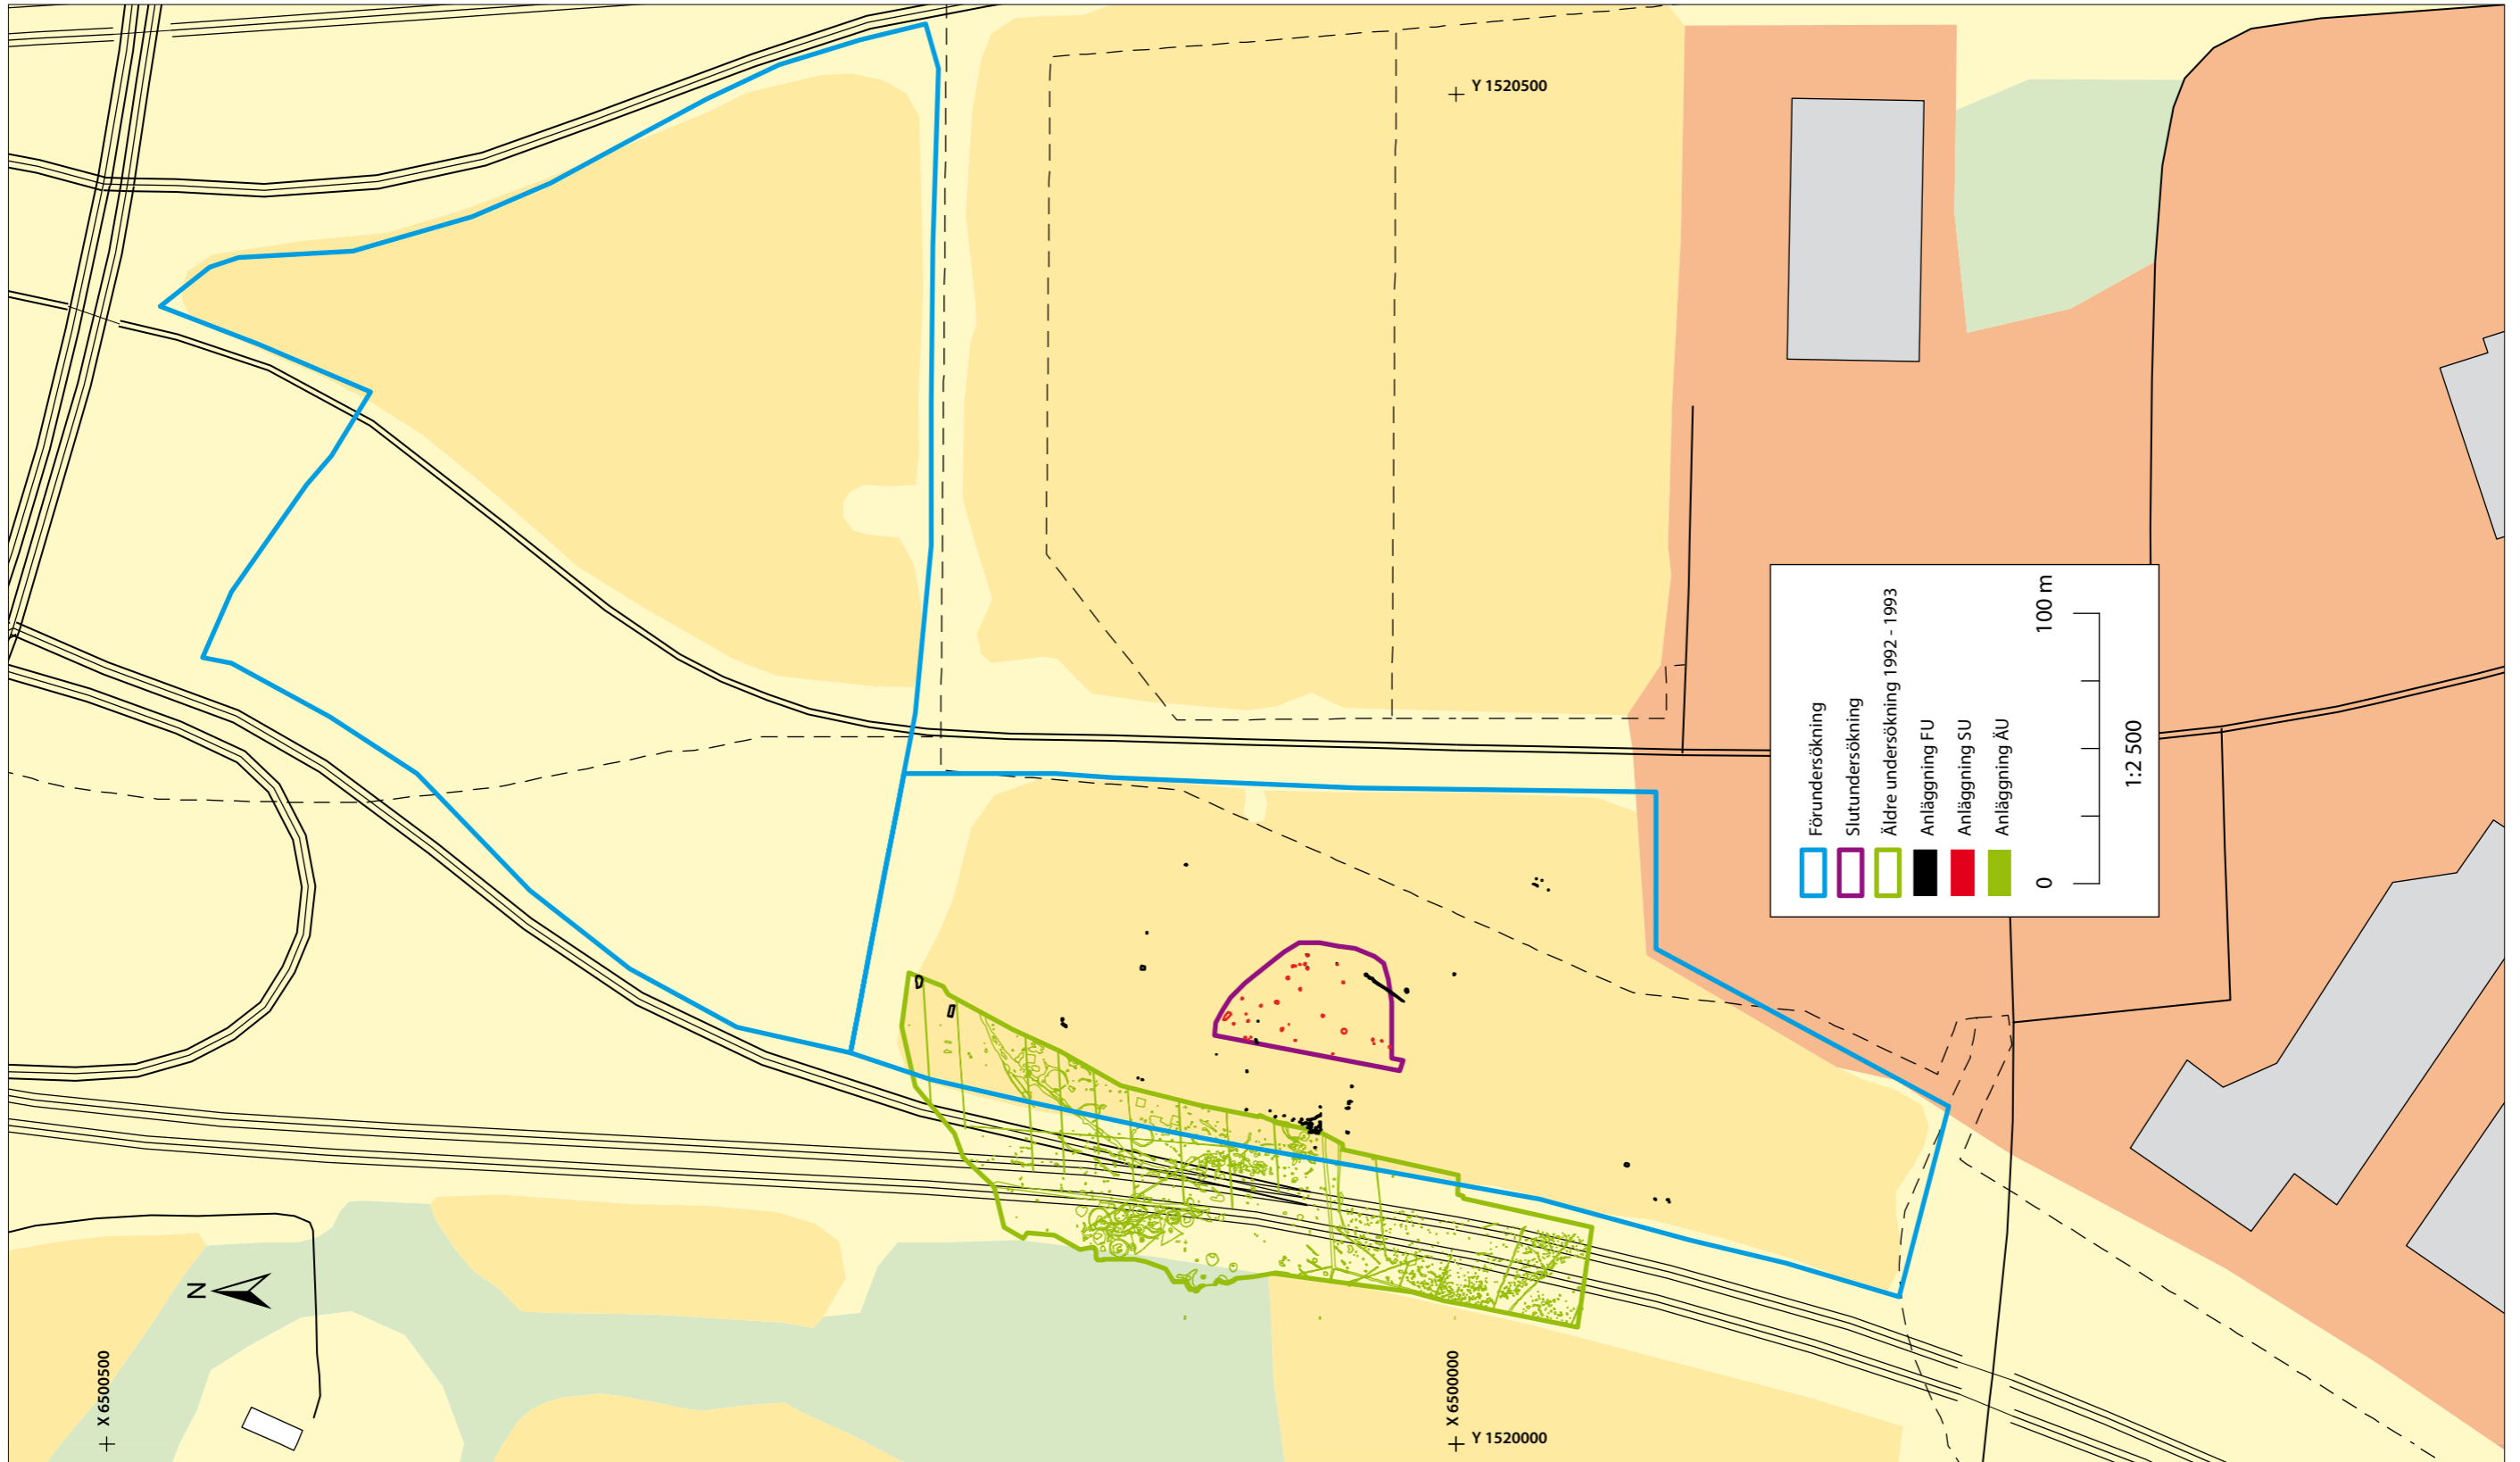 Y 1520500
Förundersökning
Slutundersökning
Äldre undersökning 1992 - 1993
Anläggning FU
Anläggning SU
Anläggning ÄU
0
100 m
1:2 500
N
X 6500500
X 6500000
Y 1520000